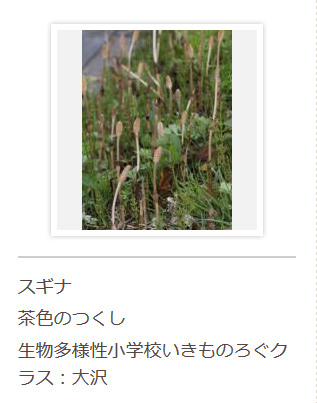 スギナ
茶色のつくし
生物多様性小学校いきものろぐク
ラス：大沢